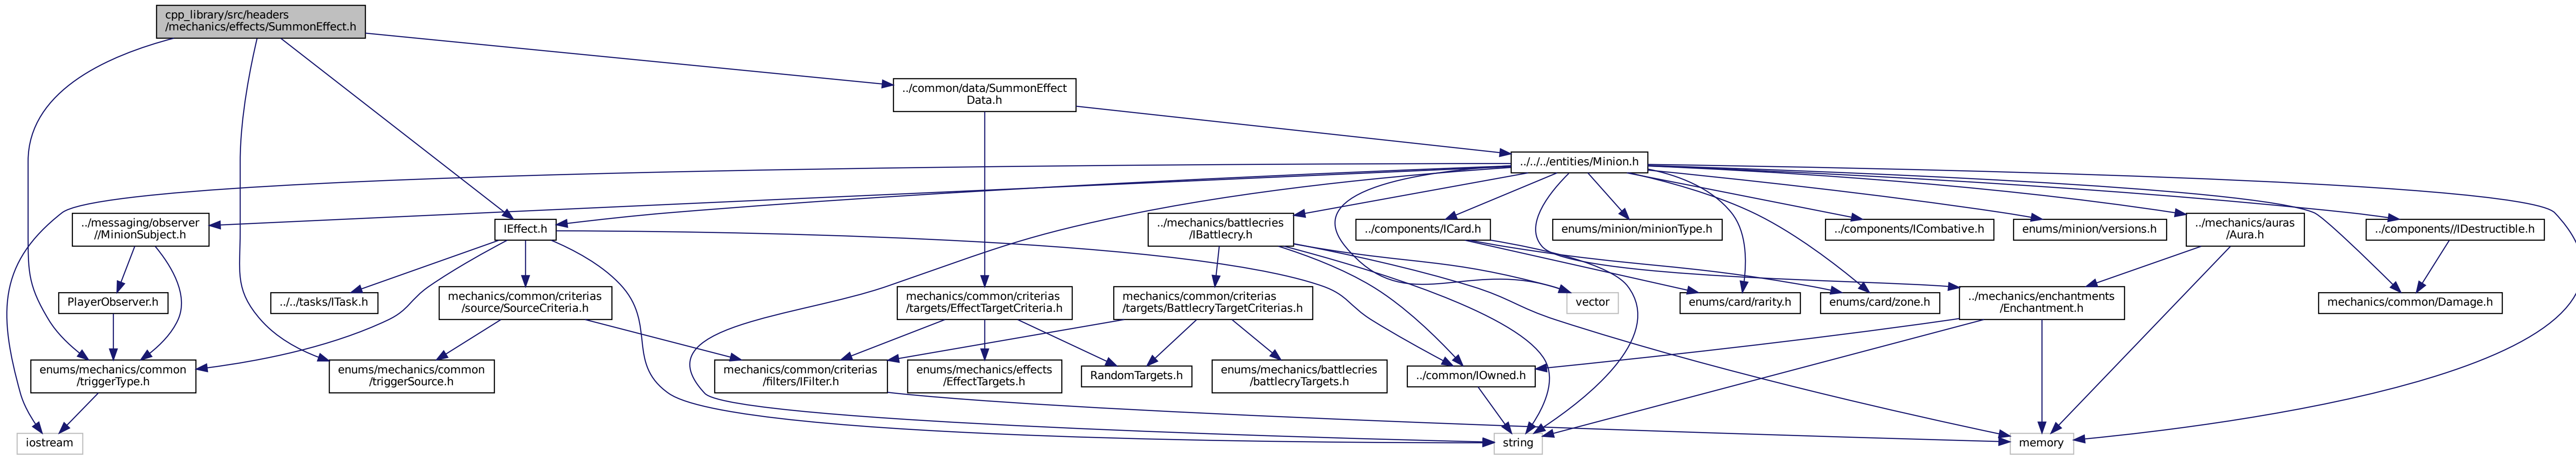 cpp_library/src/headers
/mechanics/effects/SummonEffect.h
../common/data/SummonEffect
Data.h
../../../entities/Minion.h
../messaging/observer
//MinionSubject.h
IEffect.h
../mechanics/battlecries
/IBattlecry.h
../components/ICard.h
enums/minion/minionType.h
../components/ICombative.h
enums/minion/versions.h
../mechanics/auras
/Aura.h
../components//IDestructible.h
PlayerObserver.h
../../tasks/ITask.h
mechanics/common/criterias
/source/SourceCriteria.h
mechanics/common/criterias
/targets/EffectTargetCriteria.h
mechanics/common/criterias
/targets/BattlecryTargetCriterias.h
vector
enums/card/rarity.h
enums/card/zone.h
../mechanics/enchantments
/Enchantment.h
mechanics/common/Damage.h
enums/mechanics/common
/triggerType.h
enums/mechanics/common
/triggerSource.h
mechanics/common/criterias
/filters/IFilter.h
enums/mechanics/effects
/EffectTargets.h
RandomTargets.h
enums/mechanics/battlecries
/battlecryTargets.h
../common/IOwned.h
iostream
string
memory